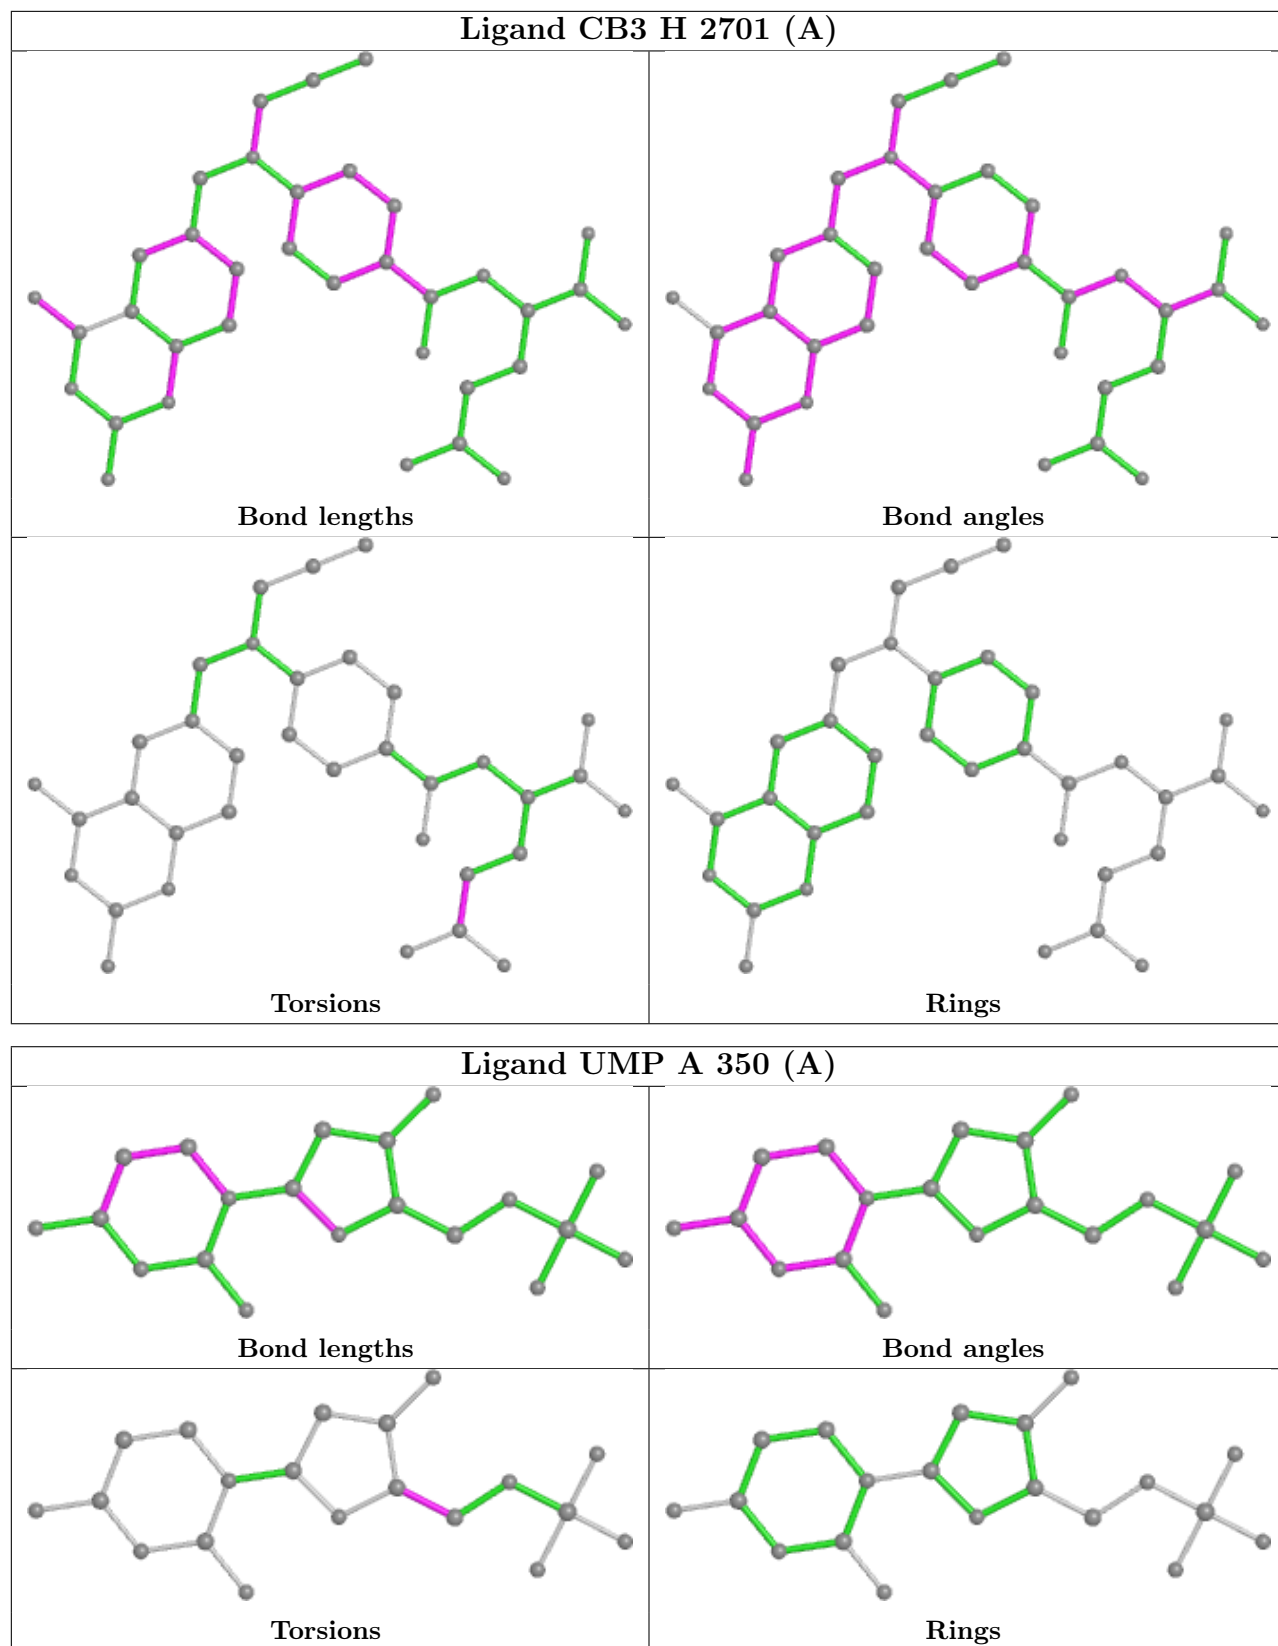 Ligand CB3 H 2701 (A)
Bond lengths
Bond angles
Torsions
Rings
Ligand UMP A 350 (A)
Bond lengths
Bond angles
Torsions
Rings